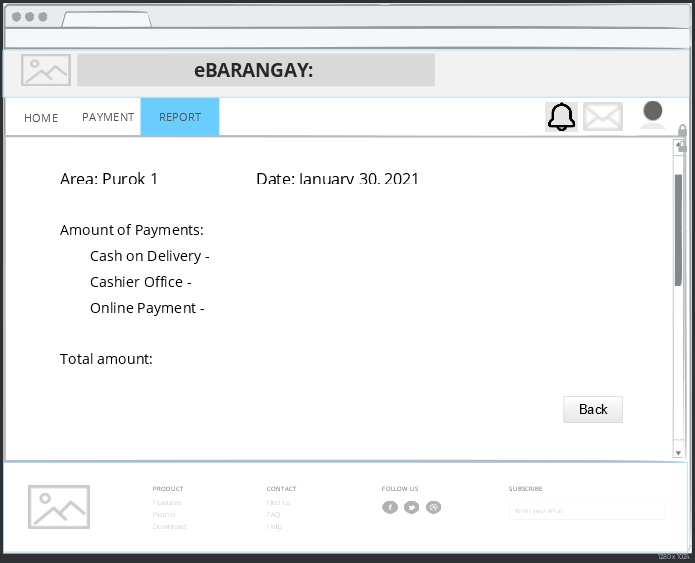 eBARANGAY:
HOME PAYMENT REPORT
Area: Purok 1 Date: January 30, 2021
Amount of Payments:
Cash on Delivery -
Cashier Office -
Online Payment -
Total amount:
Back
PRODUCT CONTACT FOLLOW US SUBSCRIBE
Features Find us
Promo FAQ Enter your email
Download Help
1280 x 1024